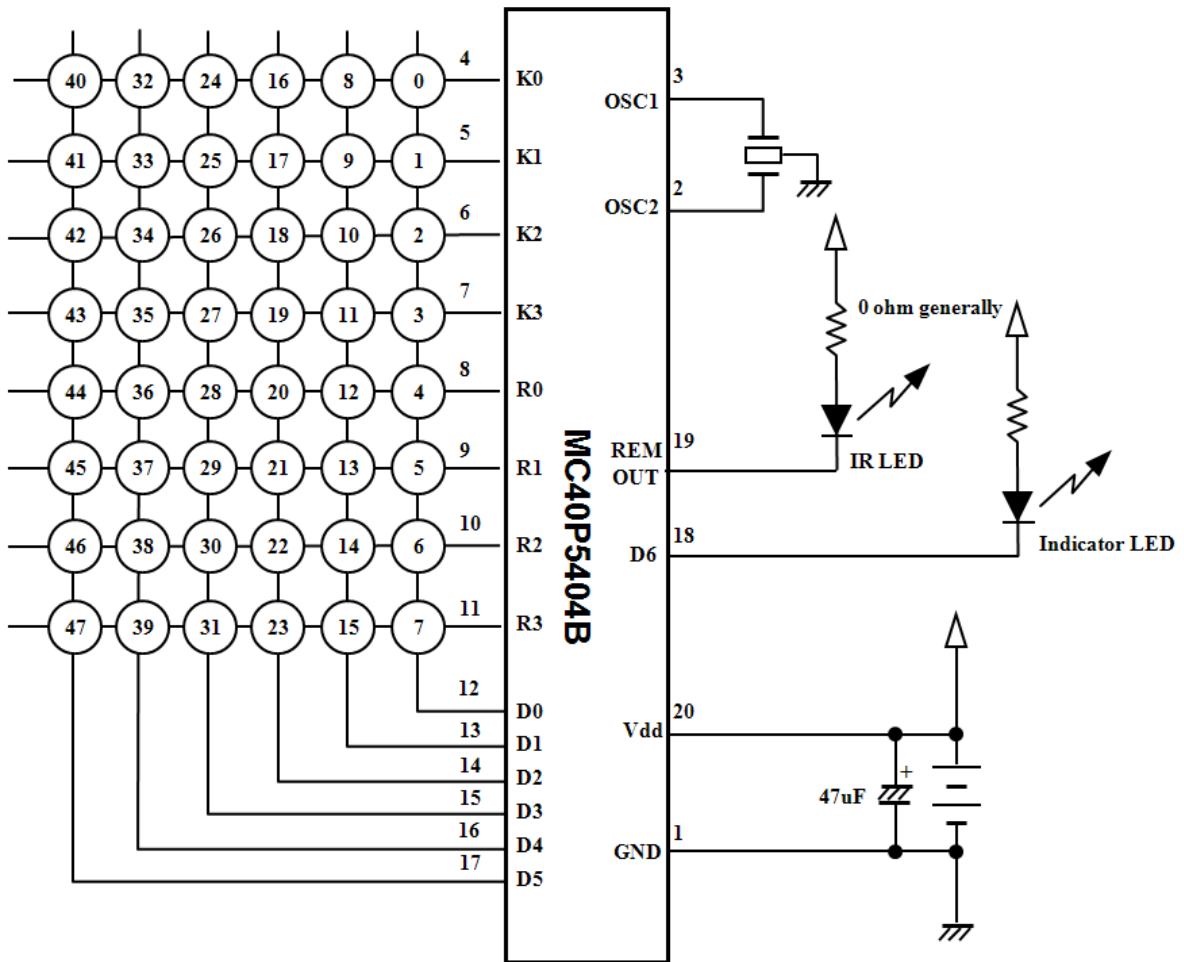 4
40 32 24 16 8 0 K0
3
OSC1
5
41 33 25 17 9 1 K1
2
OSC2
6
42 34 26 18 10 2 K2
7
43 35 27 19 11 3 K3
0 ohm generally
8
44 36 28 20 12 4 R0
9
45 37 29 21 13 5 R1
REM
OUT
19
IR LED
10
46 38 30 22 14 6 R2
18
D6
Indicator LED
11
47 39 31 23 15 7 R3
MC40P5404B
12
D0
13
D1
14
D2
15
D3
16
D4
17
D5
20
Vdd
+
47uF
1
GND